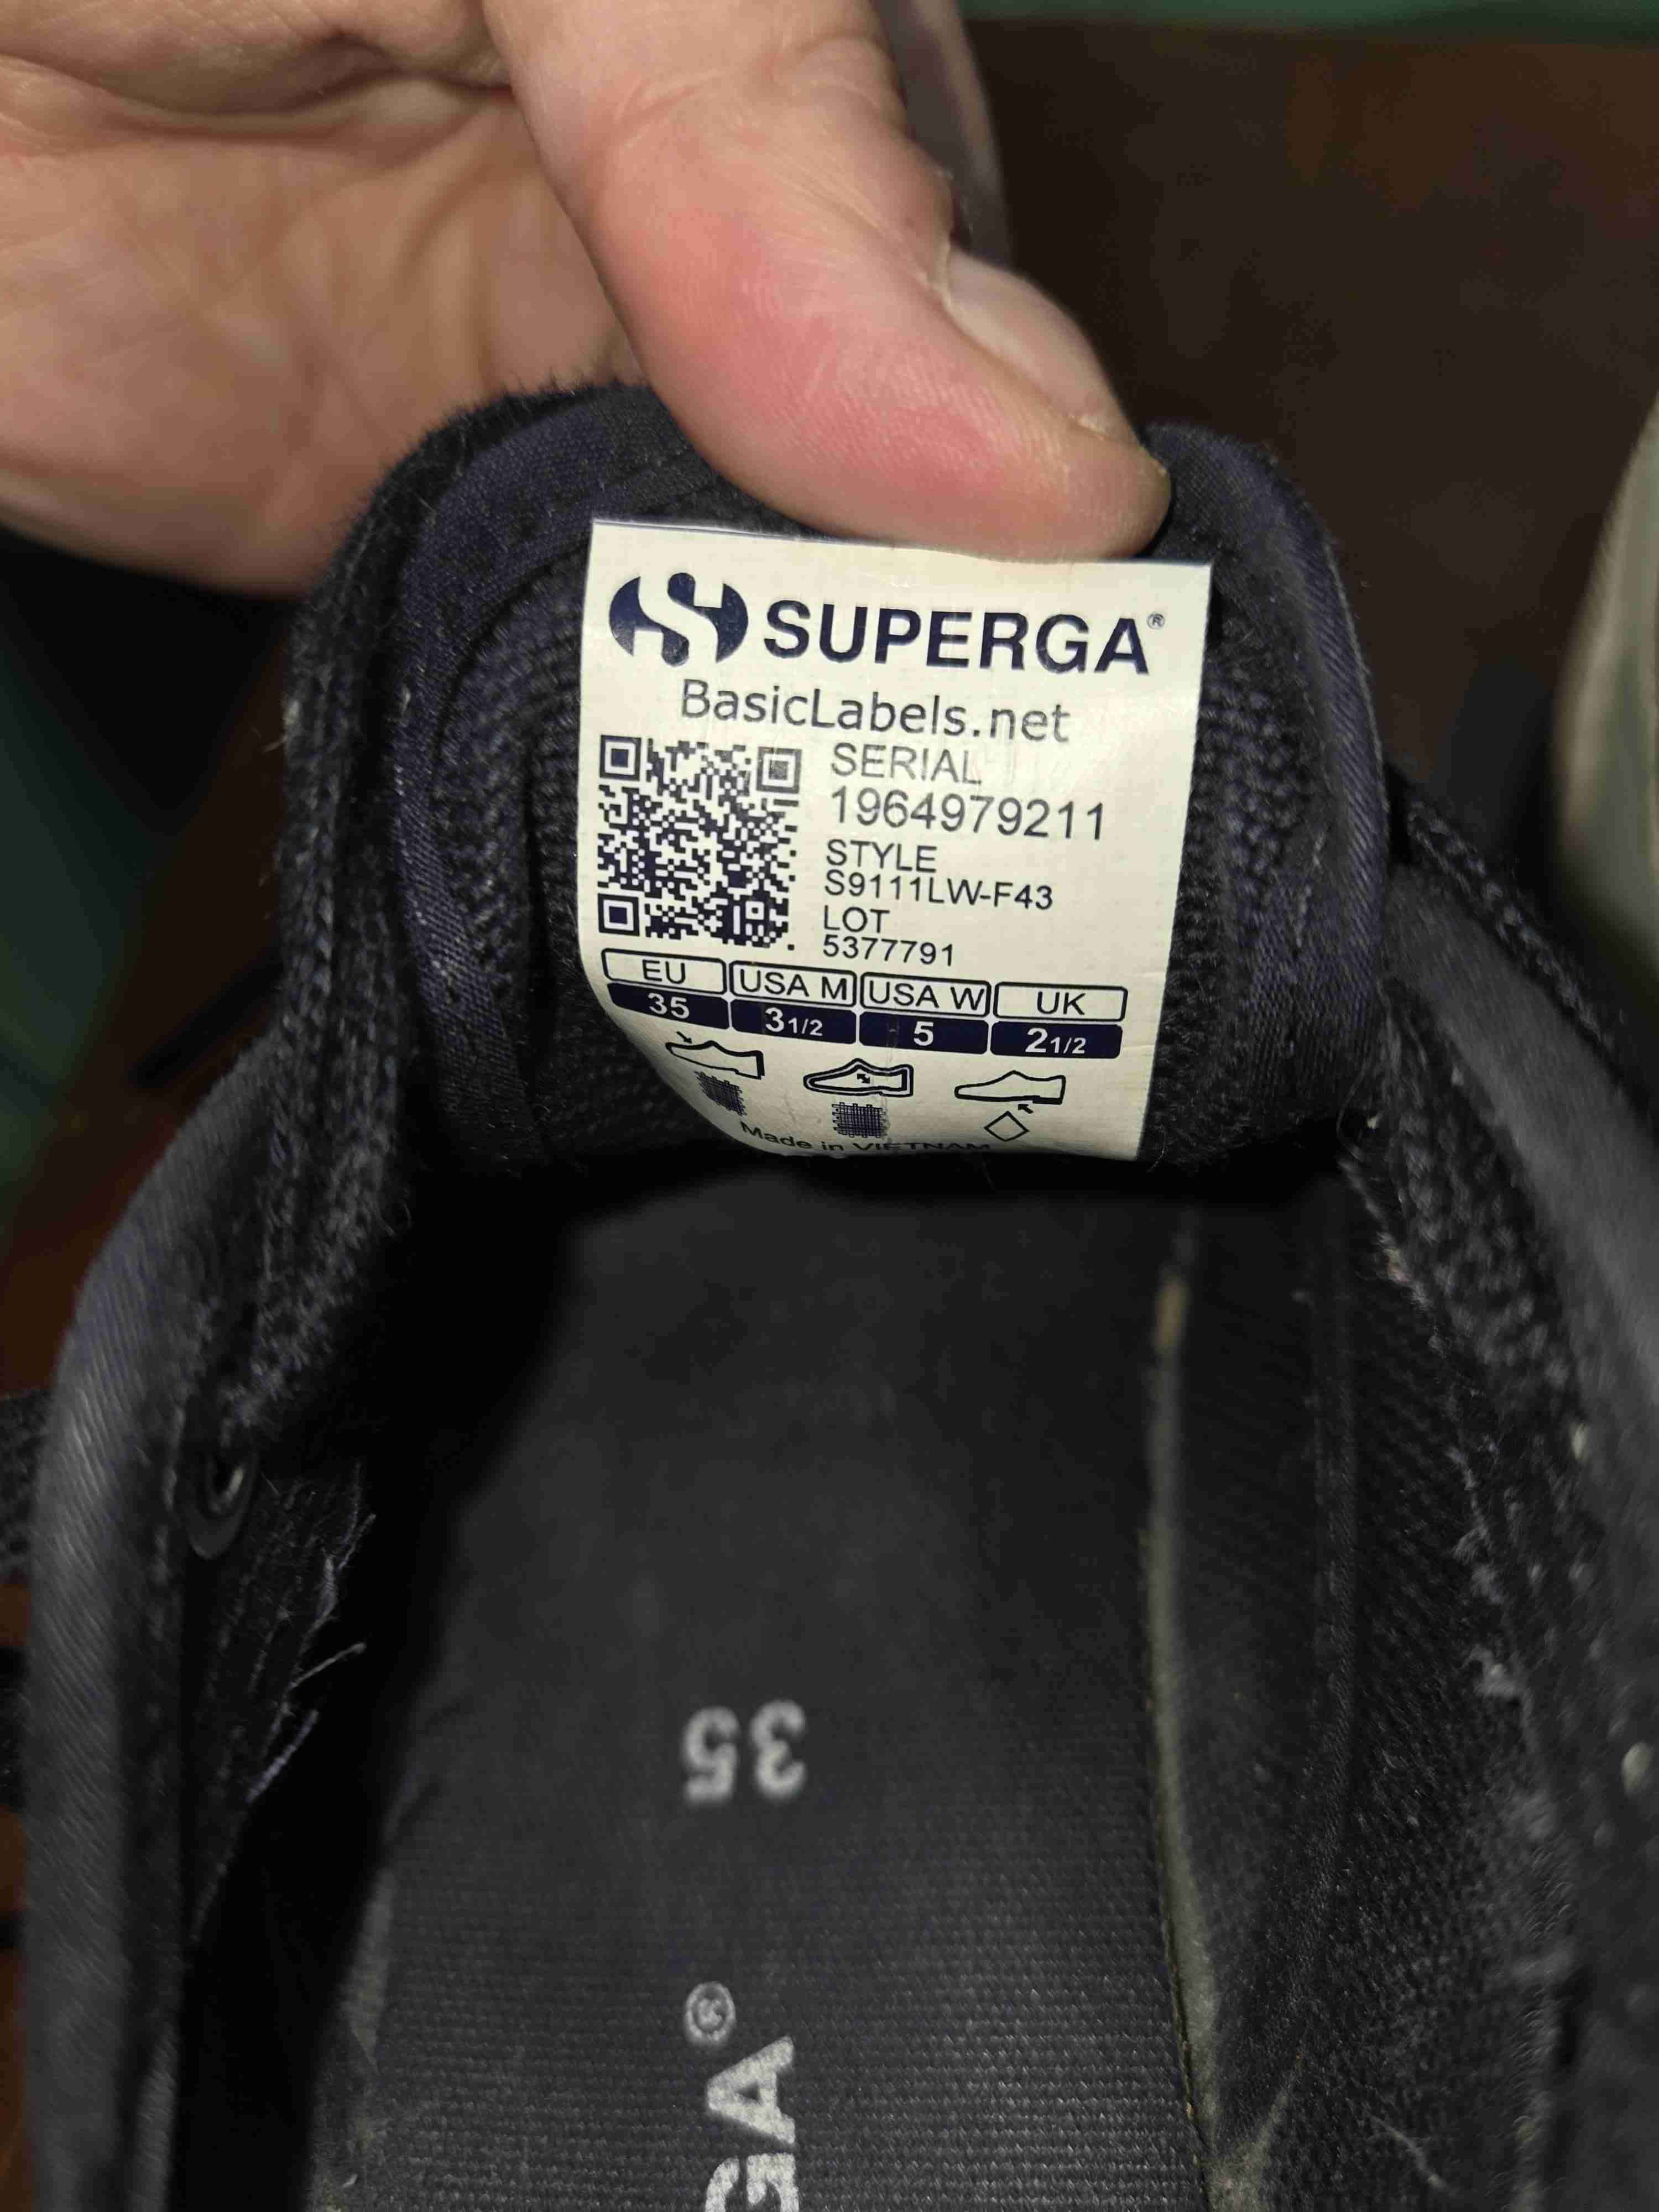 SUPERGA®
BasicLabels.net
SERIAL
1964979211
STYLE
S9111LW-F43
LOT
5377791
EU USA M USA W UK
35 3 1/2 5 2 1/2
Made in VIETNAM
35
GA®